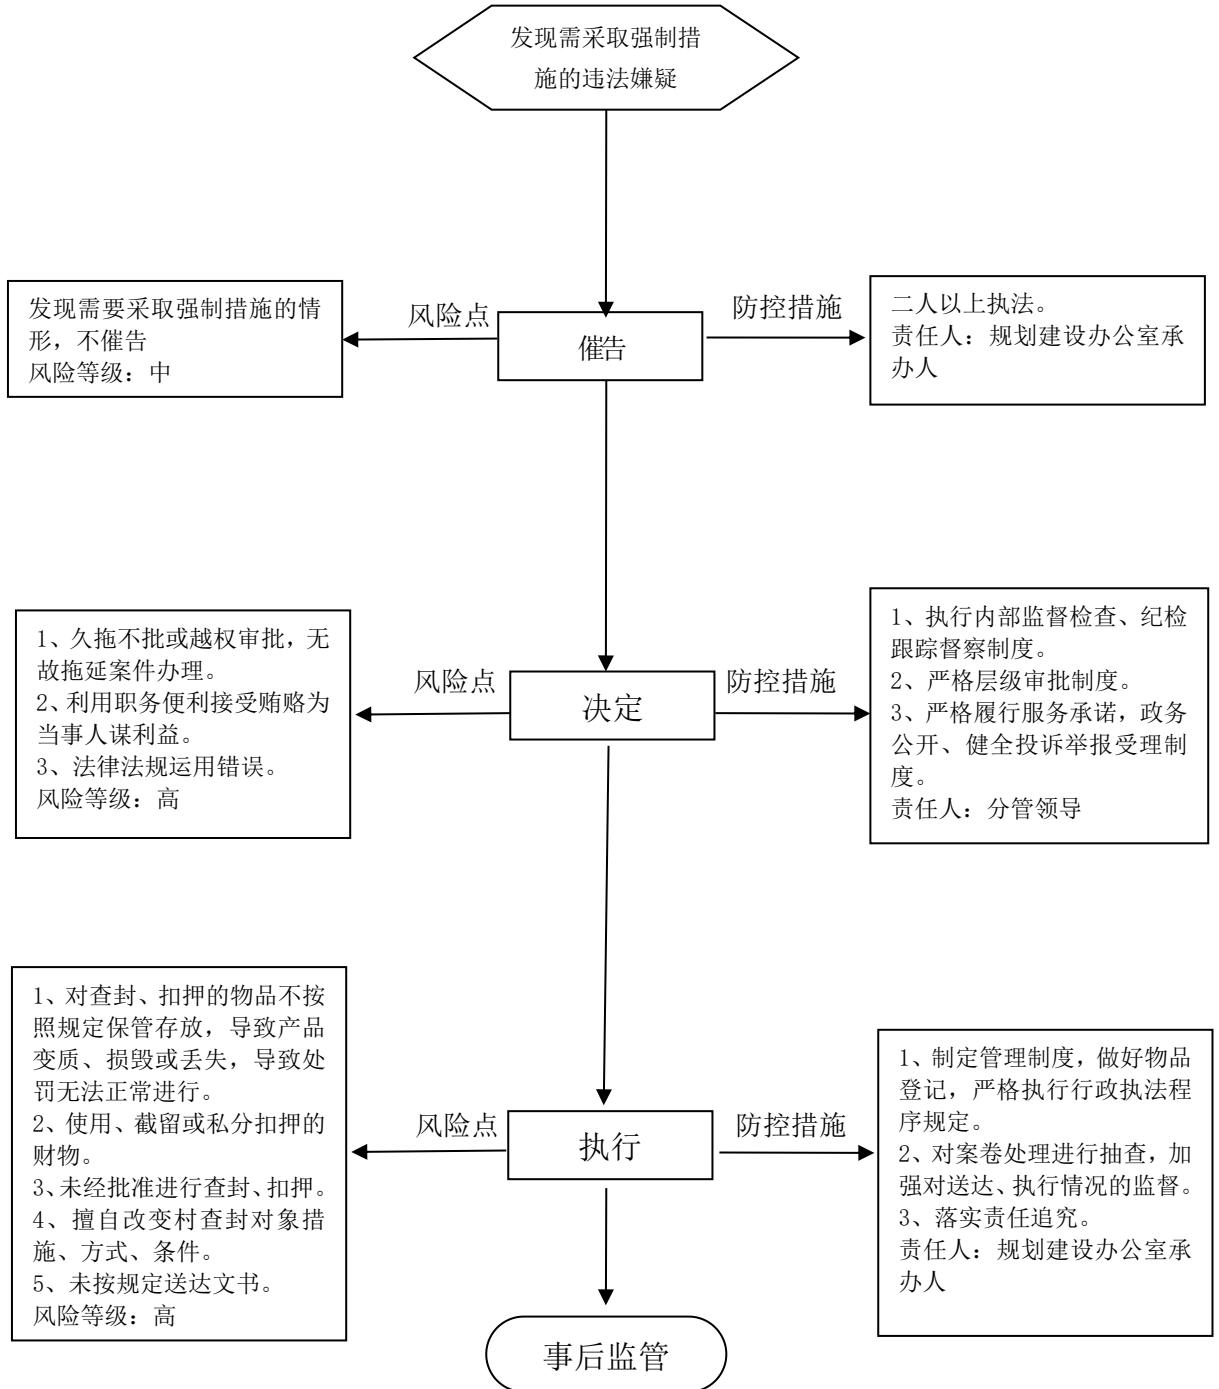 发现需采取强制措
施的违法嫌疑
发现需要采取强制措施的情
形，不催告
风险等级：中
风险点
催告
防控措施
二人以上执法。
责任人：规划建设办公室承
办人
1、久拖不批或越权审批，无
故拖延案件办理。
2、利用职务便利接受贿赂为
当事人谋利益。
3、法律法规运用错误。
风险等级：高
风险点
决定
防控措施
1、执行内部监督检查、纪检
跟踪督察制度。
2、严格层级审批制度。
3、严格履行服务承诺，政务
公开、健全投诉举报受理制
度。
责任人：分管领导
1、对查封、扣押的物品不按
照规定保管存放，导致产品
变质、损毁或丢失，导致处
罚无法正常进行。
2、使用、截留或私分扣押的
财物。
3、未经批准进行查封、扣押。
4、擅自改变村查封对象措
施、方式、条件。
5、未按规定送达文书。
风险等级：高
风险点
执行
防控措施
1、制定管理制度，做好物品
登记，严格执行行政执法程
序规定。
2、对案卷处理进行抽查，加
强对送达、执行情况的监督。
3、落实责任追究。
责任人：规划建设办公室承
办人
事后监管